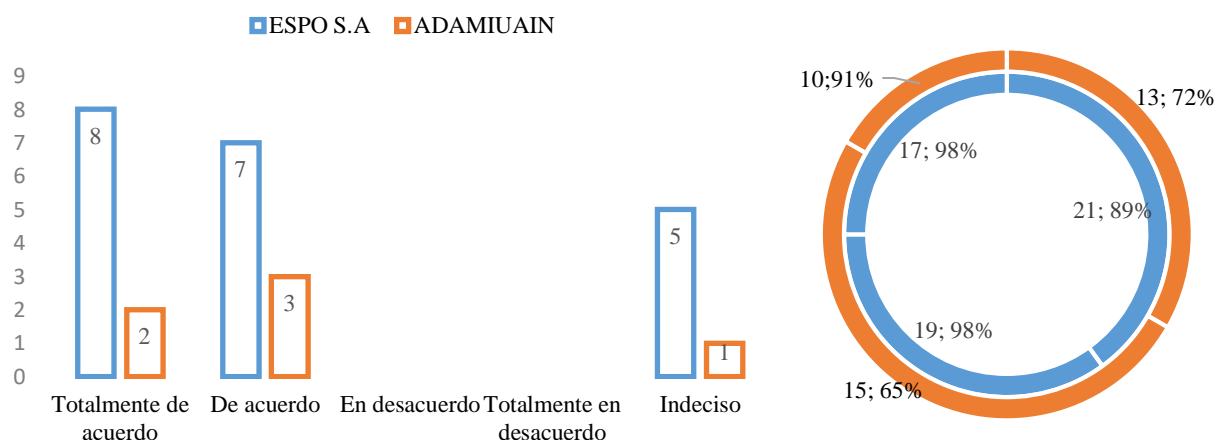 ESPO S.A ADAMIUAIN
9
8
7
6
5
4
3
2
1
0
8
2
7
3
5
1
Totalmente de
acuerdo
De acuerdo
En desacuerdo
Totalmente en
desacuerdo
Indeciso
10;91%
13; 72%
17; 98%
21; 89%
19; 98%
15; 65%